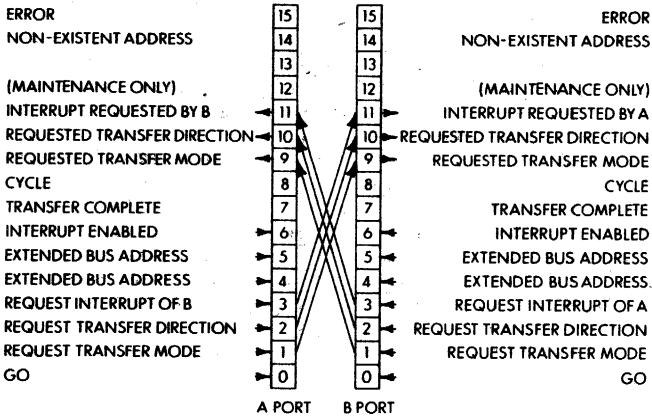 ERROR 15 15 ERROR
NON-EXISTENT ADDRESS 14 14 NON-EXISTENT ADDRESS
13 13
(MAINTENANCE ONLY) 12 12 (MAINTENANCE ONLY)
INTERRUPT REQUESTED BY B 11 11 INTERRUPT REQUESTED BY A
REQUESTED TRANSFER DIRECTION 10 10 REQUESTED TRANSFER DIRECTION
REQUESTED TRANSFER MODE 9 9 REQUESTED TRANSFER MODE
CYCLE 8 8 CYCLE
TRANSFER COMPLETE 7 7 TRANSFER COMPLETE
INTERRUPT ENABLED 6 6 INTERRUPT ENABLED
EXTENDED BUS ADDRESS 5 5 EXTENDED BUS ADDRESS
EXTENDED BUS ADDRESS 4 4 EXTENDED BUS ADDRESS
REQUEST INTERRUPT OF B 3 3 REQUEST INTERRUPT OF A
REQUEST TRANSFER DIRECTION 2 2 REQUEST TRANSFER DIRECTION
REQUEST TRANSFER MODE 1 1 REQUEST TRANSFER MODE
GO 0 0 GO
A PORT B PORT